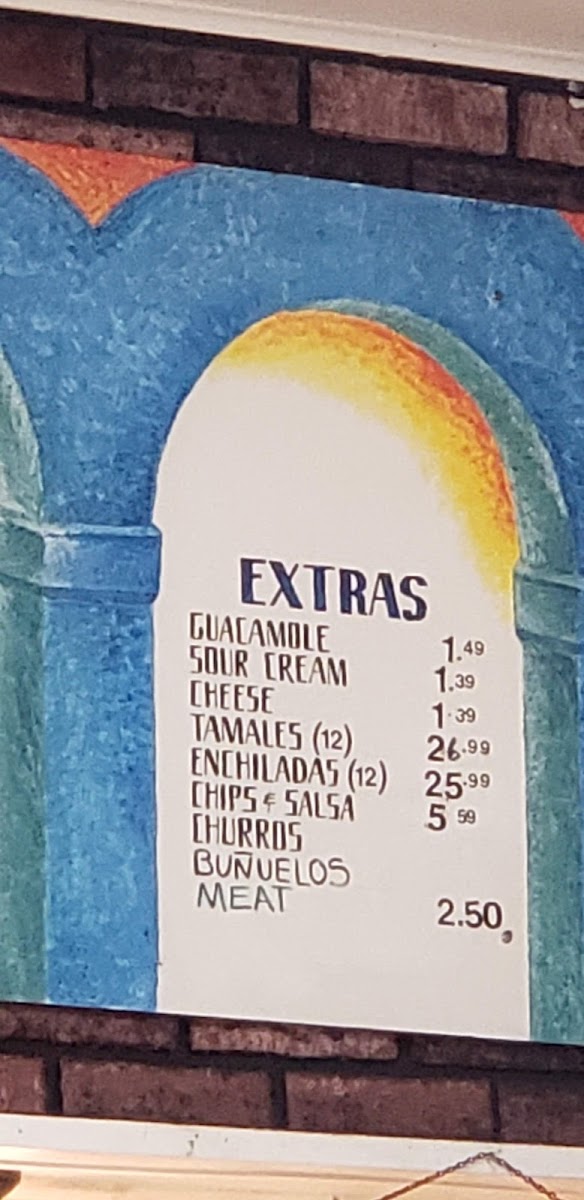 EXTRAS
GUACAMOLE 1.49
SOUR CREAM 1.39
CHEESE 1.39
TAMALES (12) 26.99
ENCHILADAS (12) 25.99
CHIPS & SALSA 5 59
CHURROS
BUÑUELOS
MEAT 2.50